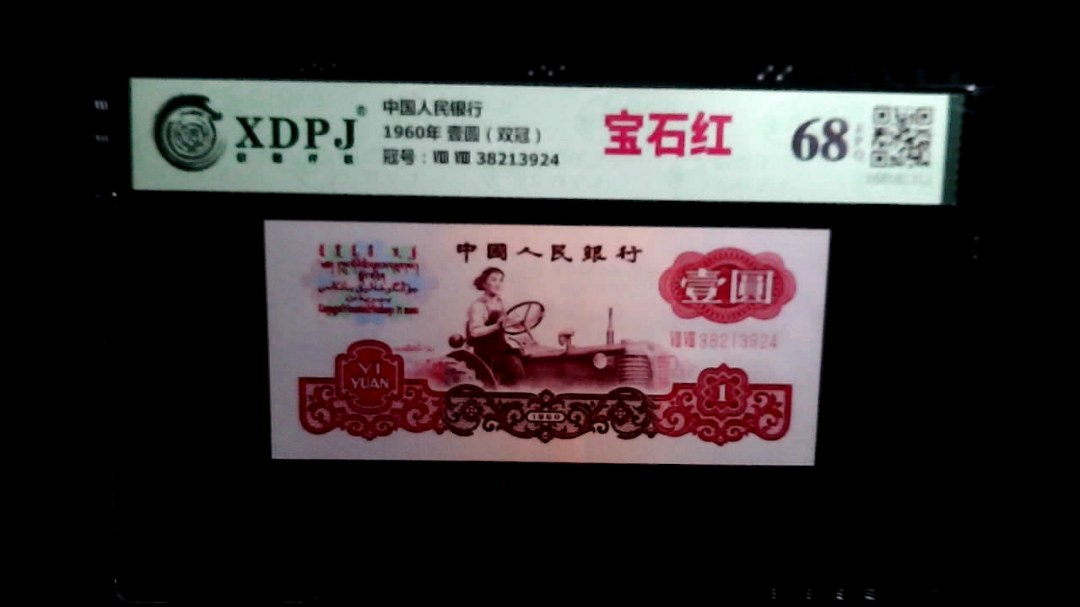 XDPJ®
中国人民银行
1960年 壹圆（双冠）
冠号：Ⅷ Ⅷ 38213924
宝石红
68
中國人民銀行
壹圓
ⅧⅧ 38213924
YI
YUAN
1960
1